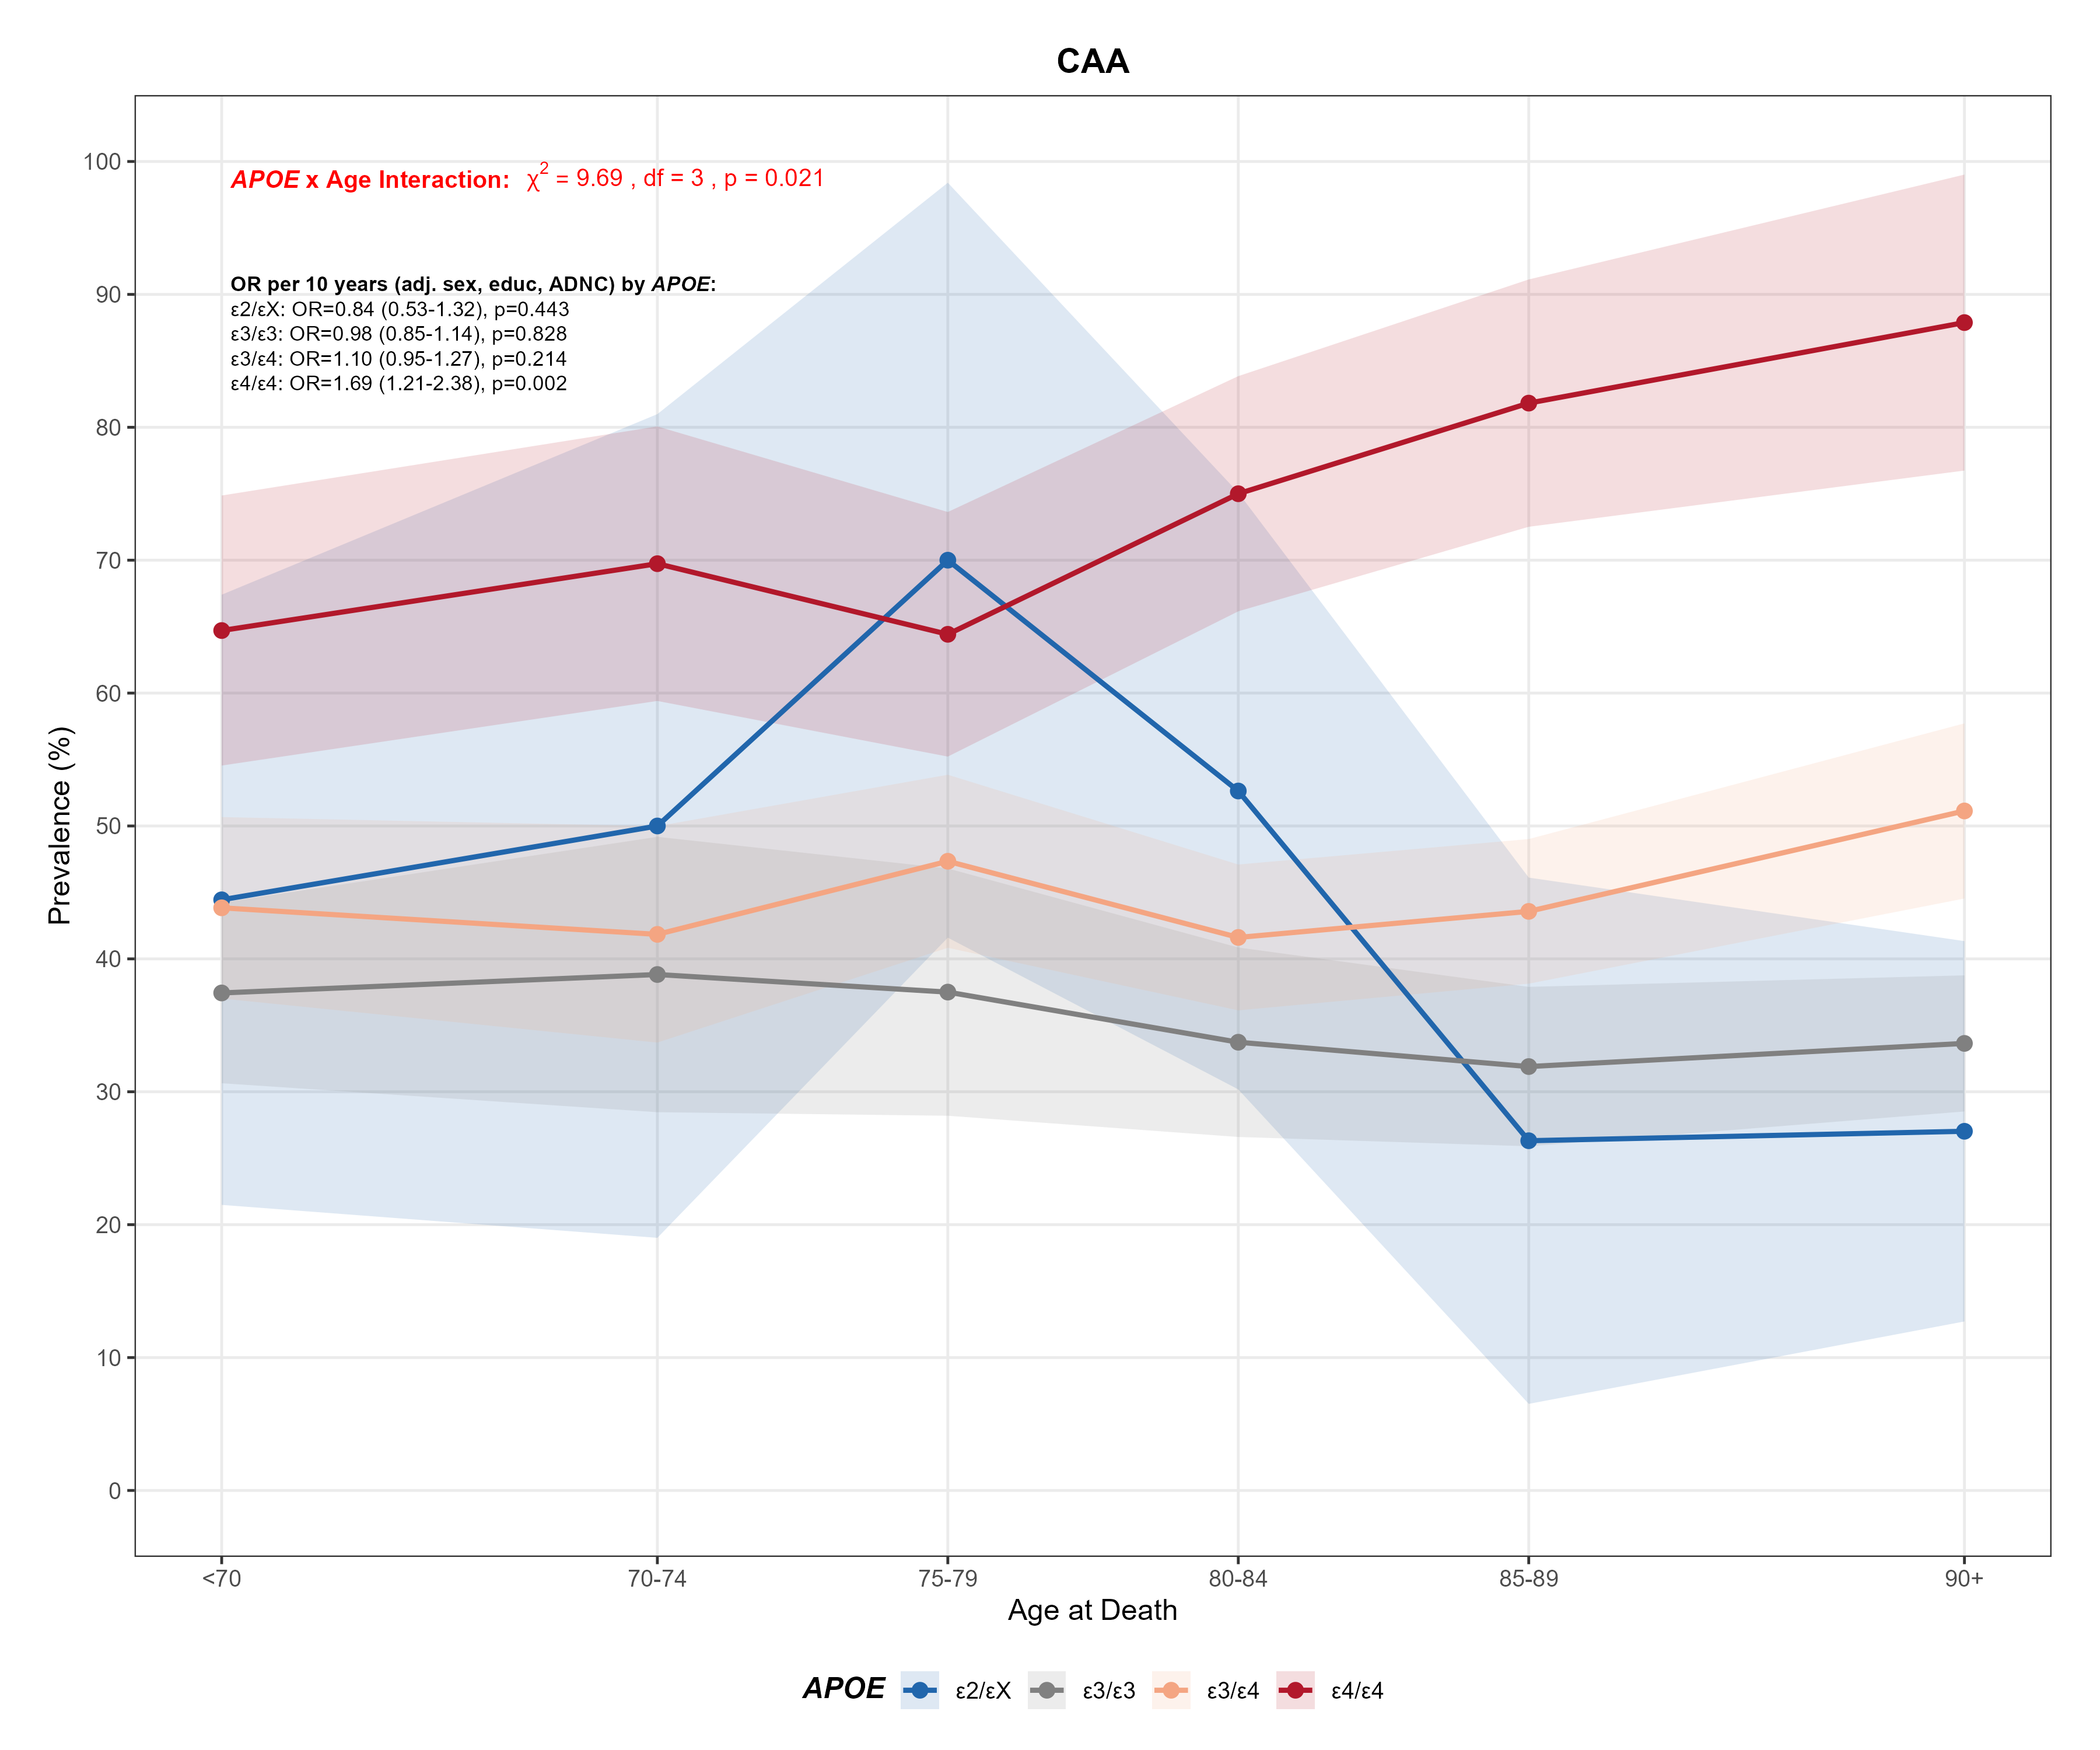 CAA
APOE x Age Interaction: χ² = 9.69 , df = 3 , p = 0.021
OR per 10 years (adj. sex, educ, ADNC) by APOE:
ε2/εX: OR=0.84 (0.53-1.32), p=0.443
ε3/ε3: OR=0.98 (0.85-1.14), p=0.828
ε3/ε4: OR=1.10 (0.95-1.27), p=0.214
ε4/ε4: OR=1.69 (1.21-2.38), p=0.002
Prevalence (%)
100
90
80
70
60
50
40
30
20
10
0
<70 70-74 75-79 80-84 85-89 90+
Age at Death
APOE ε2/εX ε3/ε3 ε3/ε4 ε4/ε4